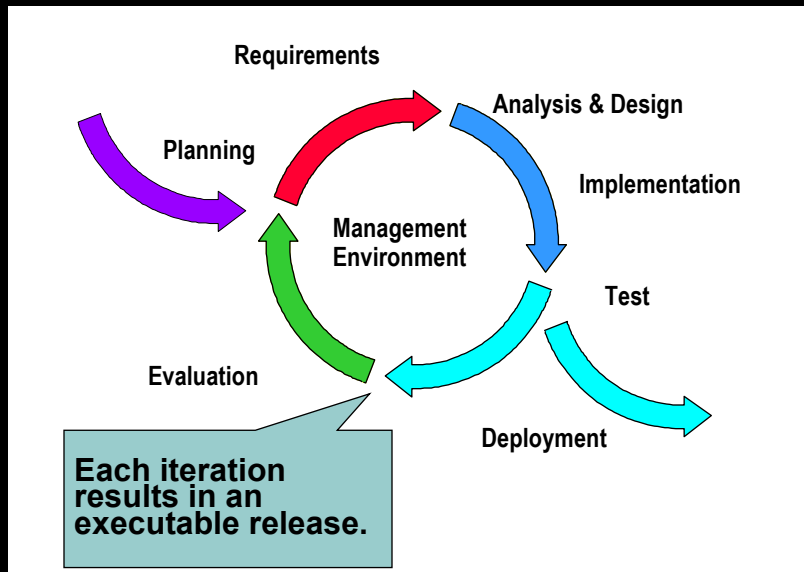 Requirements
Analysis & Design
Planning
Implementation
Management
Environment
Test
Evaluation
Deployment
Each iteration
results in an
executable release.